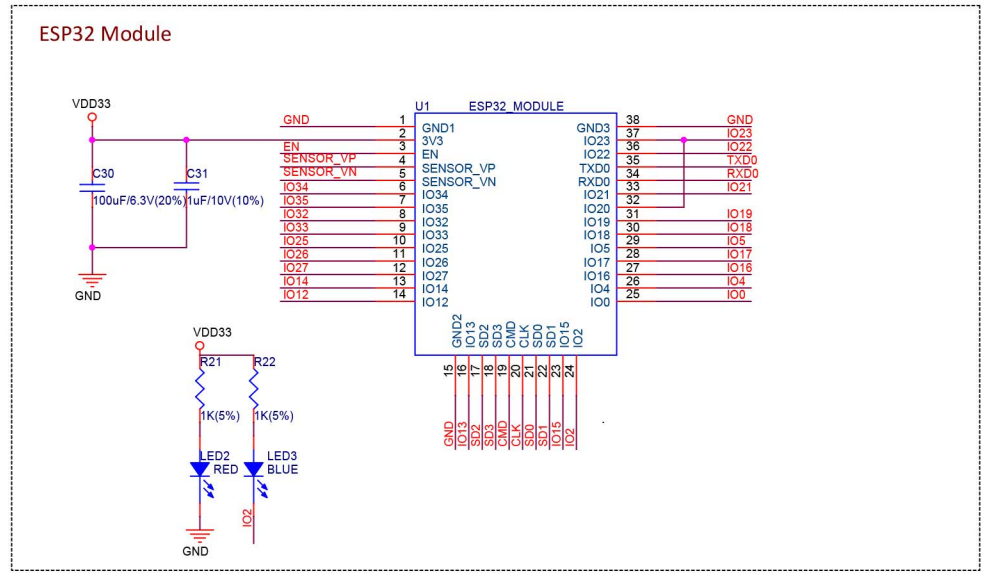 ESP32 Module
VDD33
C30
100uF/6.3V(20%)
C31
1uF/10V(10%)
GND
U1 ESP32_MODULE
GND 1 GND1
2 3V3
EN 3 EN
SENSOR_VP 4 SENSOR_VP
SENSOR_VN 5 SENSOR_VN
IO34 6 IO34
IO35 7 IO35
IO32 8 IO32
IO33 9 IO33
IO25 10 IO25
IO26 11 IO26
IO27 12 IO27
IO14 13 IO14
IO12 14 IO12
GND3 38 GND
IO23 37 IO23
IO22 36 IO22
TXD0 35 TXD0
RXD0 34 RXD0
IO21 33 IO21
IO20 32
IO19 31 IO19
IO18 30 IO18
IO5 29 IO5
IO17 28 IO17
IO16 27 IO16
IO4 26 IO4
IO0 25 IO0
GND2 15 GND
IO13 16 IO13
SD2 17 SD2
SD3 18 SD3
CMD 19 CMD
CLK 20 CLK
SD0 21 SD0
SD1 22 SD1
IO15 23 IO15
IO2 24 IO2
VDD33
R21
1K(5%)
R22
1K(5%)
LED2
RED
LED3
BLUE
IO2
GND